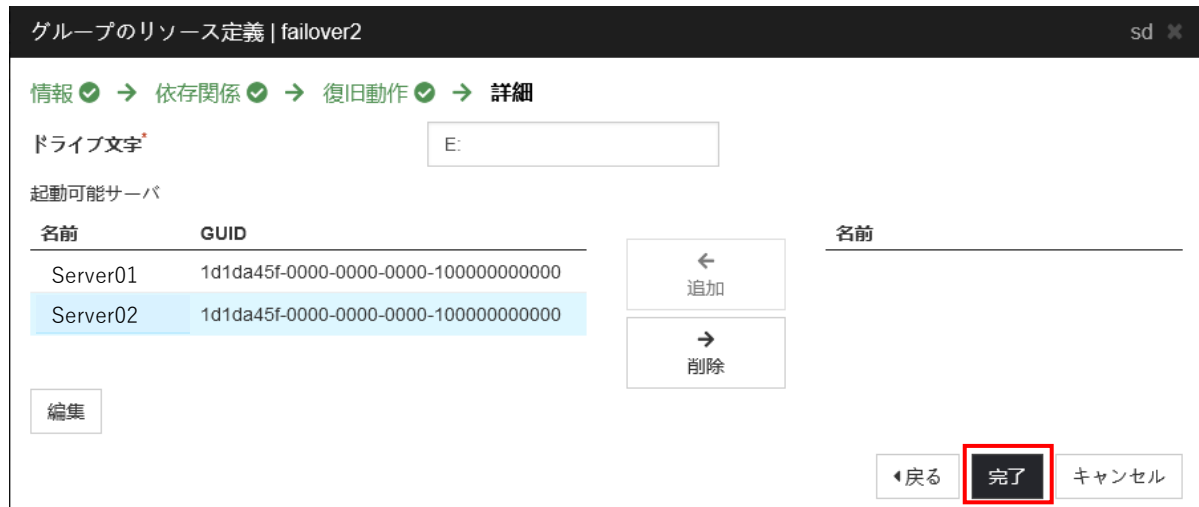 グループのリソース定義 | failover2 sd ✖
情報 ✔ → 依存関係 ✔ → 復旧動作 ✔ → 詳細
ドライブ文字* E:
起動可能サーバ
名前 GUID 名前
Server01 1d1da45f-0000-0000-0000-100000000000
Server02 1d1da45f-0000-0000-0000-100000000000
←
追加
→
削除
編集
戻る 完了 キャンセル